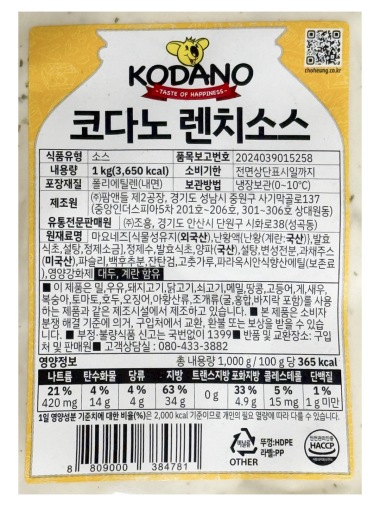 chaheung.co.kr
KODANO
TASTE OF HAPPINESS
코다노 렌치소스
식품유형 소스 품목보고번호 2024039015258
내용량 1 kg(3,650 kcal) 소비기한 전면상단표시일까지
포장재질 폴리에틸렌(내면) 보관방법 냉장보관(0~10℃)
제조원 ㈜팜앤들 제2공장, 경기도 성남시 중원구 사기막골로137
(중앙인더스피아5차 201호~206호, 301~306호 상대원동)
유통전문판매원 ㈜조흥, 경기도 안산시 단원구 시화로38(성곡동)
원재료명 마요네즈[식물성유지(외국산),난황액{난황(계란:국산)},발효
식초,설탕,정제소금], 정제수, 발효식초, 양파(국산), 설탕, 변성전분, 과채주스
(미국산),파슬리,백후추분말,잔탄검,고춧가루,파라옥시안식향산메틸(보존료
),영양강화제 대두, 계란 함유
■ 이 제품은 밀,우유,돼지고기,닭고기,쇠고기,메밀,땅콩,고등어,게,새우,
복숭아,토마토,호두,오징어,아황산류,조개류(굴,홍합,바지락 포함)를 사용
하는 제품과 같은 제조시설에서 제조하고 있습니다. ■ 본 제품은 소비자
분쟁 해결 기준에 의거, 구입처에서 교환, 환불 또는 보상을 받을 수 있습
니다. ■ 부정·불량식품 신고는 국번없이 1399 ■ 반품 및 교환장소: 구입
처 및 판매원 ■ 고객상담실 : 080-433-3882
영양정보 총 내용량 1,000 g / 100 g 당 365 kcal
나트륨 탄수화물 당류 지방 트랜스지방 포화지방 콜레스테롤 단백질
21 % 4 % 4 % 63 % 0 g 33 % 5 % 1 %
420 mg 14 g 4 g 34 g 4.9 g 15 mg 1 g 미만
1일 영양성분 기준치에 대한 비율(%)은 2,000 kcal 기준이므로 개인의 필요 열량에 따라 다를 수 있습니다.
8 809000 384781
비닐류
OTHER
뚜껑:HDPE
라벨:PP
HACCP